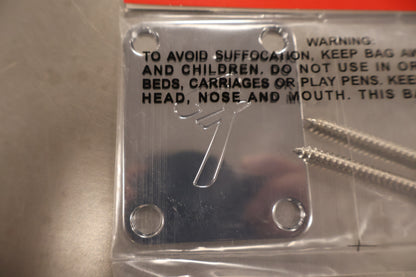 WARNING:
TO AVOID SUFFOCATION, KEEP BAG
AND CHILDREN. DO NOT USE IN
BEDS, CARRIAGES OR PLAY PENS. KEEP
HEAD, NOSE AND MOUTH. THIS